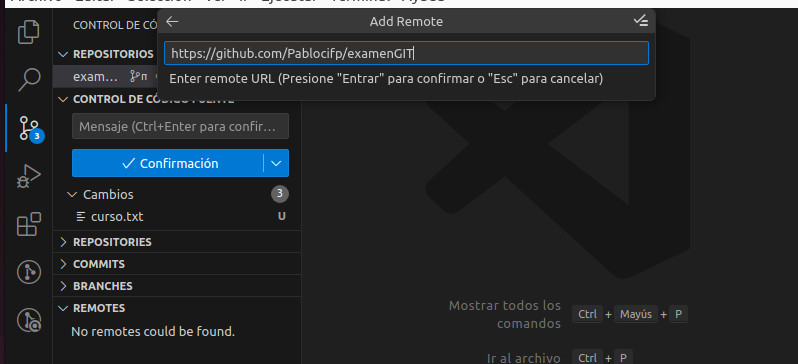 Archivo Editar Selección Ver Ir Ejecutar Terminal Ayuda
CONTROL DE CÓ
Add Remote
https://github.com/Pablocifp/examenGIT
Enter remote URL (Presione "Entrar" para confirmar o "Esc" para cancelar)
REPOSITORIOS
exam...
CONTROL DE CÓDIGO FUENTE
Mensaje (Ctrl+Enter para confir...
Confirmación
3
Cambios
3
curso.txt
U
REPOSITORIES
COMMITS
BRANCHES
REMOTES
No remotes could be found.
Mostrar todos los
comandos
Ctrl + Mayús + P
Ir al archivo
Ctrl + P